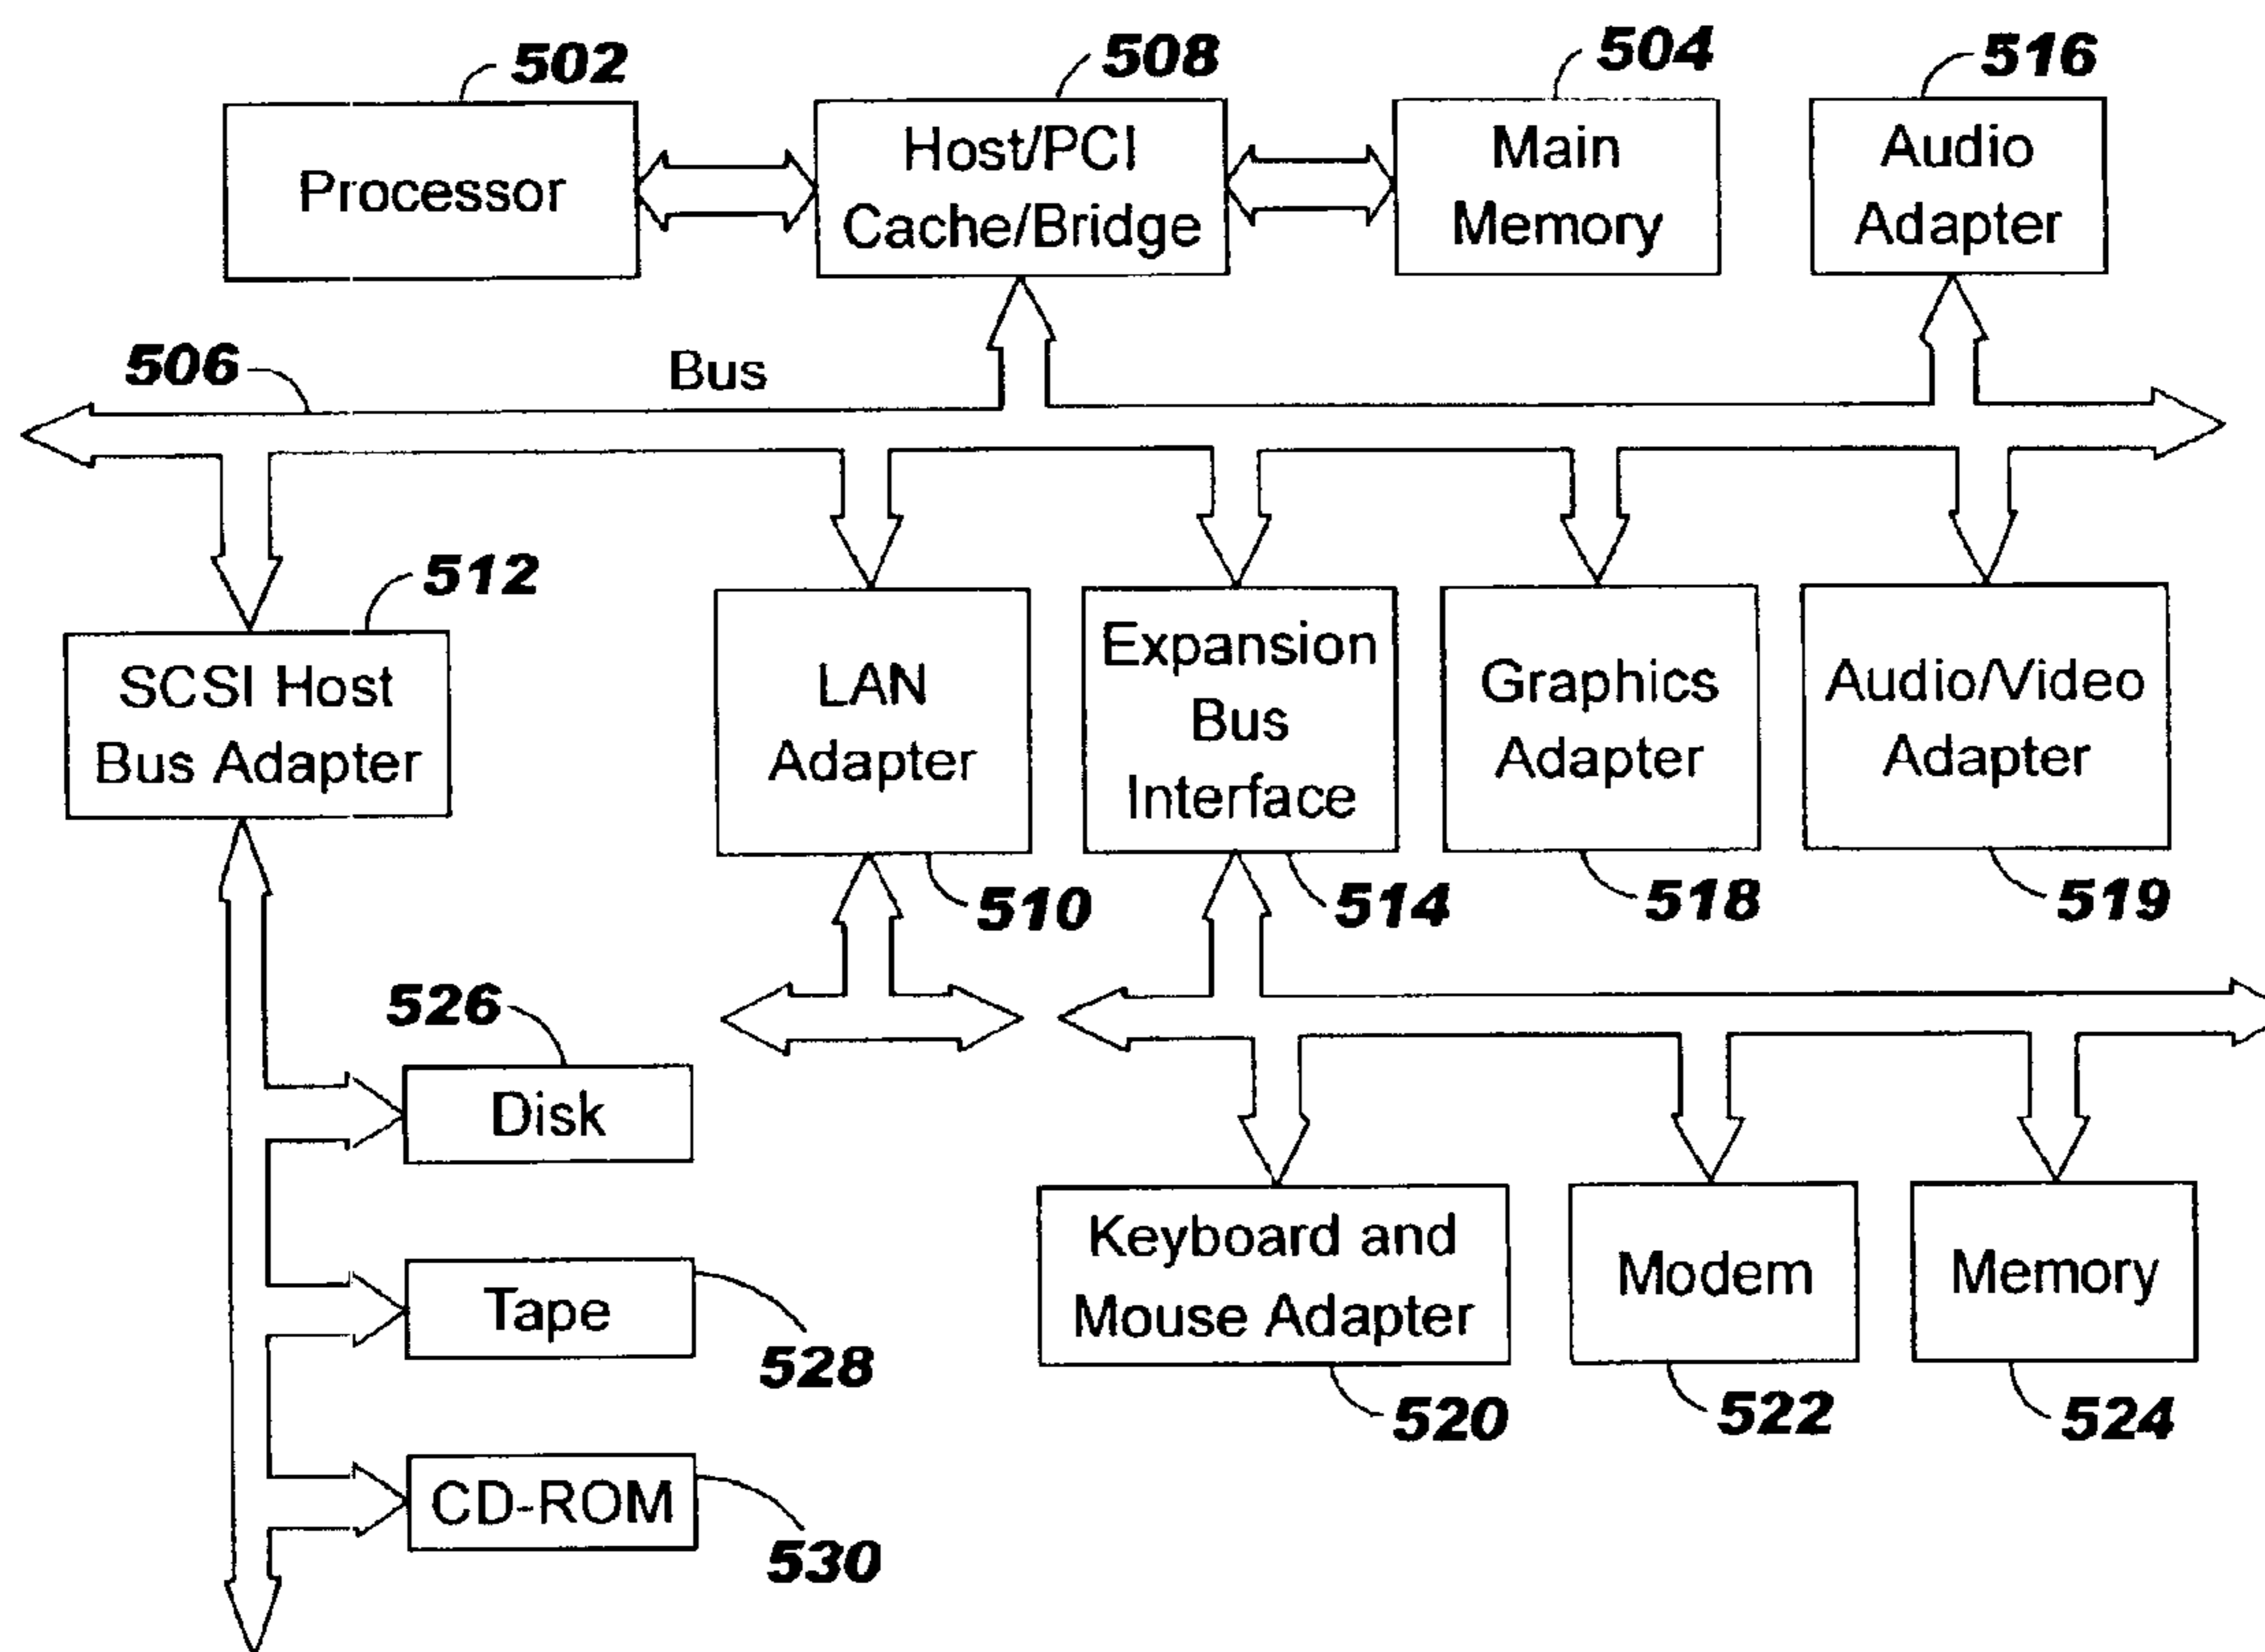 502
508
504
516
Processor
Host/PCI
Cache/Bridge
Main
Memory
Audio
Adapter
506
Bus
512
SCSI Host
Bus Adapter
LAN
Adapter
Expansion
Bus
Interface
Graphics
Adapter
Audio/Video
Adapter
510
514
518
519
526
Disk
Tape
528
CD-ROM
530
Keyboard and
Mouse Adapter
Modem
Memory
520
522
524